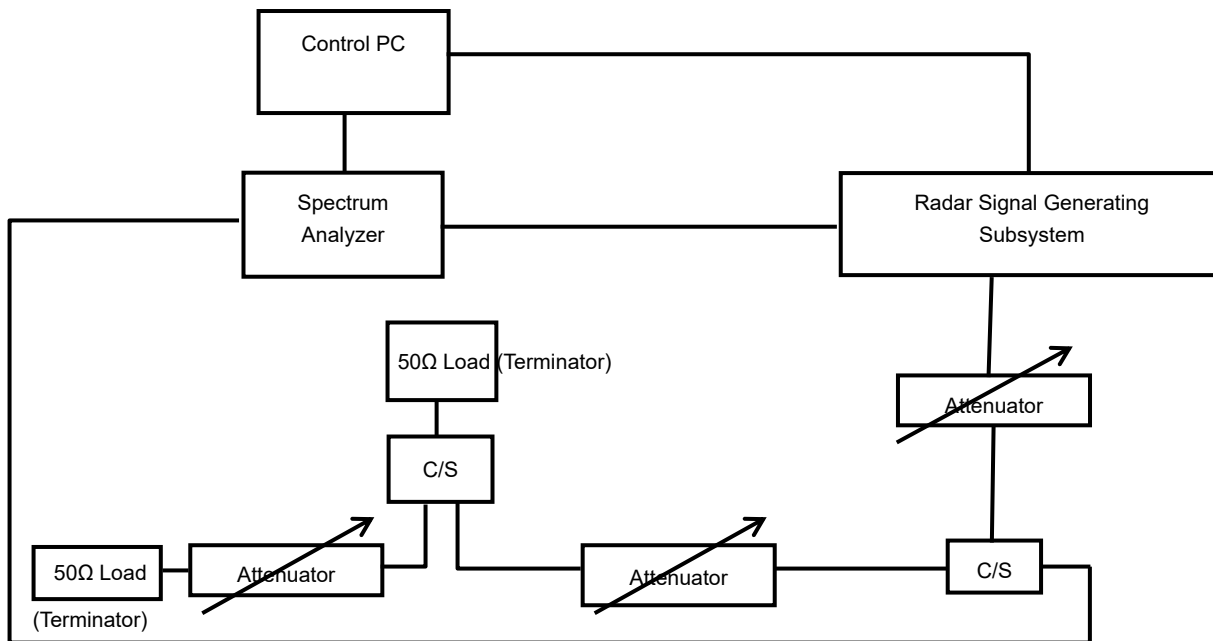 Control PC
Spectrum
Analyzer
Radar Signal Generating
Subsystem
50Ω Load (Terminator)
Attenuator
C/S
50Ω Load
(Terminator)
Attenuator
Attenuator
C/S